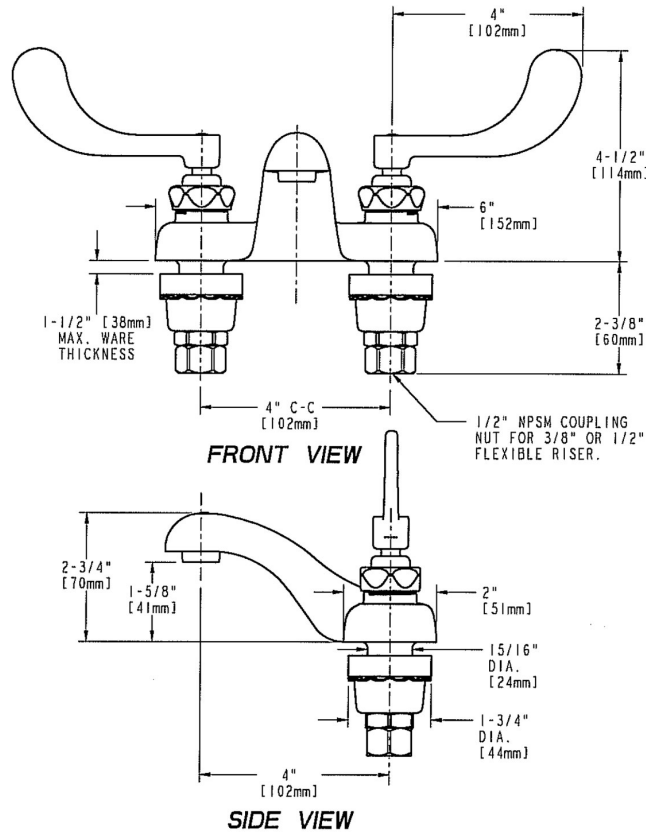 4"
[102mm]
4-1/2"
[114mm]
6"
[152mm]
1-1/2" [38mm]
MAX. WARE
THICKNESS
2-3/8"
[60mm]
4" C-C
[102mm]
1/2" NPSM COUPLING
NUT FOR 3/8" OR 1/2"
FLEXIBLE RISER.
FRONT VIEW
2-3/4"
[70mm]
1-5/8"
[41mm]
2"
[51mm]
15/16"
DIA.
[24mm]
1-3/4"
DIA.
[44mm]
4"
[102mm]
SIDE VIEW